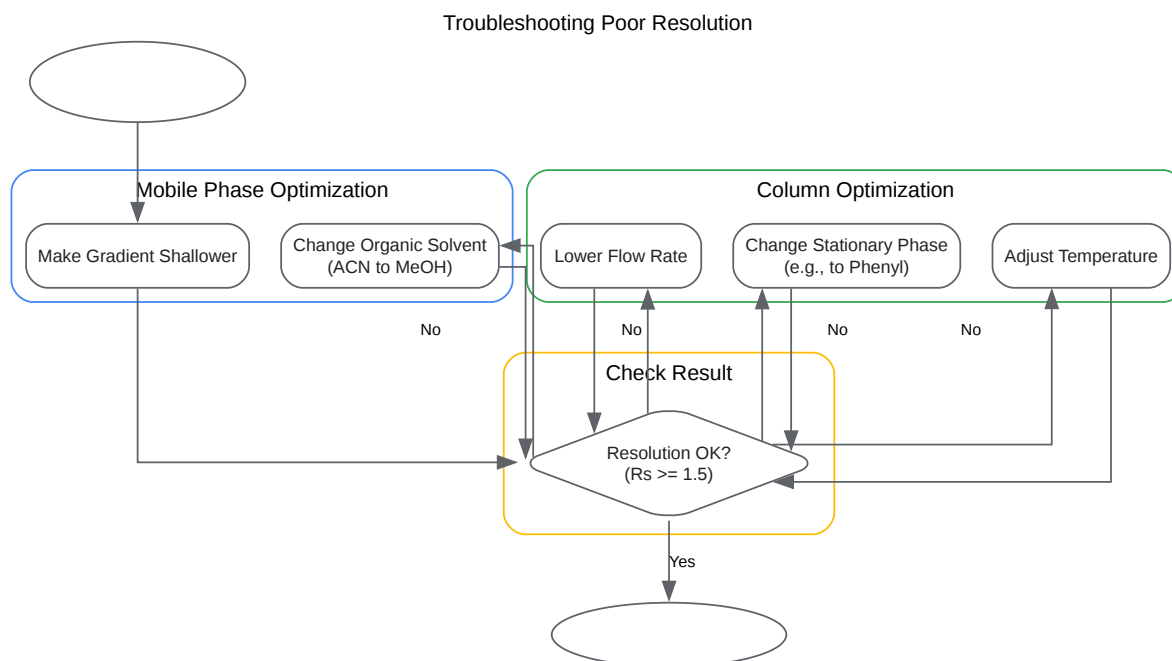 Troubleshooting Poor Resolution
Mobile Phase Optimization
Column Optimization
Make Gradient Shallower
Change Organic Solvent
(ACN to MeOH)
Lower Flow Rate
Change Stationary Phase
(e.g., to Phenyl)
Adjust Temperature
No
No
No
No
Check Result
Resolution OK?
(Rs >= 1.5)
Yes